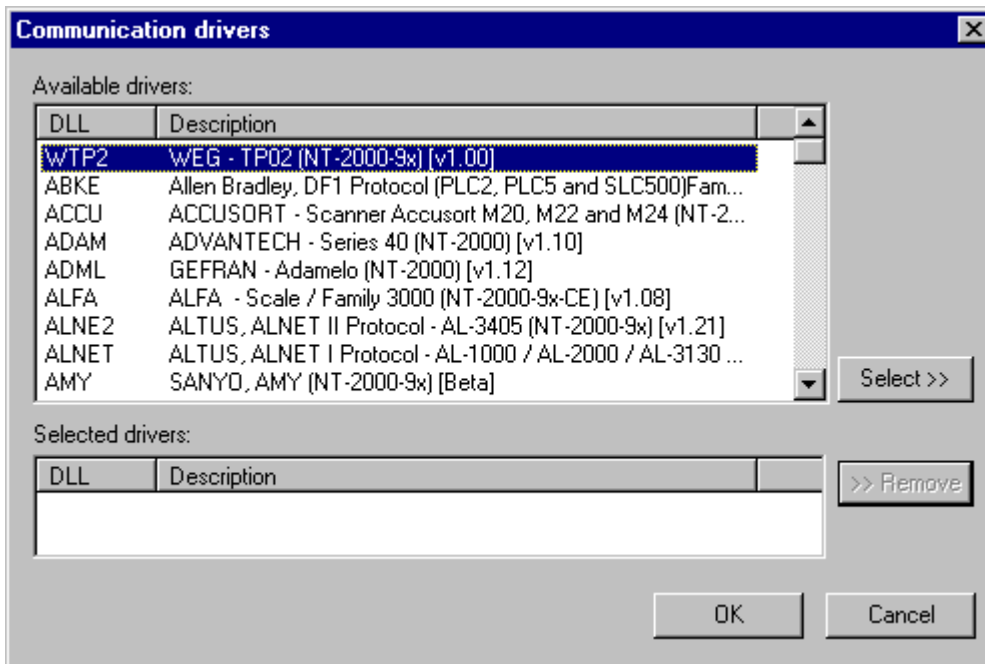 Communication drivers
Available drivers:
DLL Description
WTP2 WEG - TP02 (NT-2000-9x) [v1.00]
ABKE Allen Bradley, DF1 Protocol (PLC2, PLC5 and SLC500)Fam...
ACCU ACCUSORT - Scanner Accusort M20, M22 and M24 (NT-2...
ADAM ADVANTECH - Series 40 (NT-2000) [v1.10]
ADML GEFRAN - Adamelo (NT-2000) [v1.12]
ALFA ALFA - Scale / Family 3000 (NT-2000-9x-CE) [v1.08]
ALNE2 ALTUS, ALNET II Protocol - AL-3405 (NT-2000-9x) [v1.21]
ALNET ALTUS, ALNET I Protocol - AL-1000 / AL-2000 / AL-3130 ...
AMY SANYO, AMY (NT-2000-9x) [Beta]
Select >>
Selected drivers:
DLL Description
>> Remove
OK Cancel